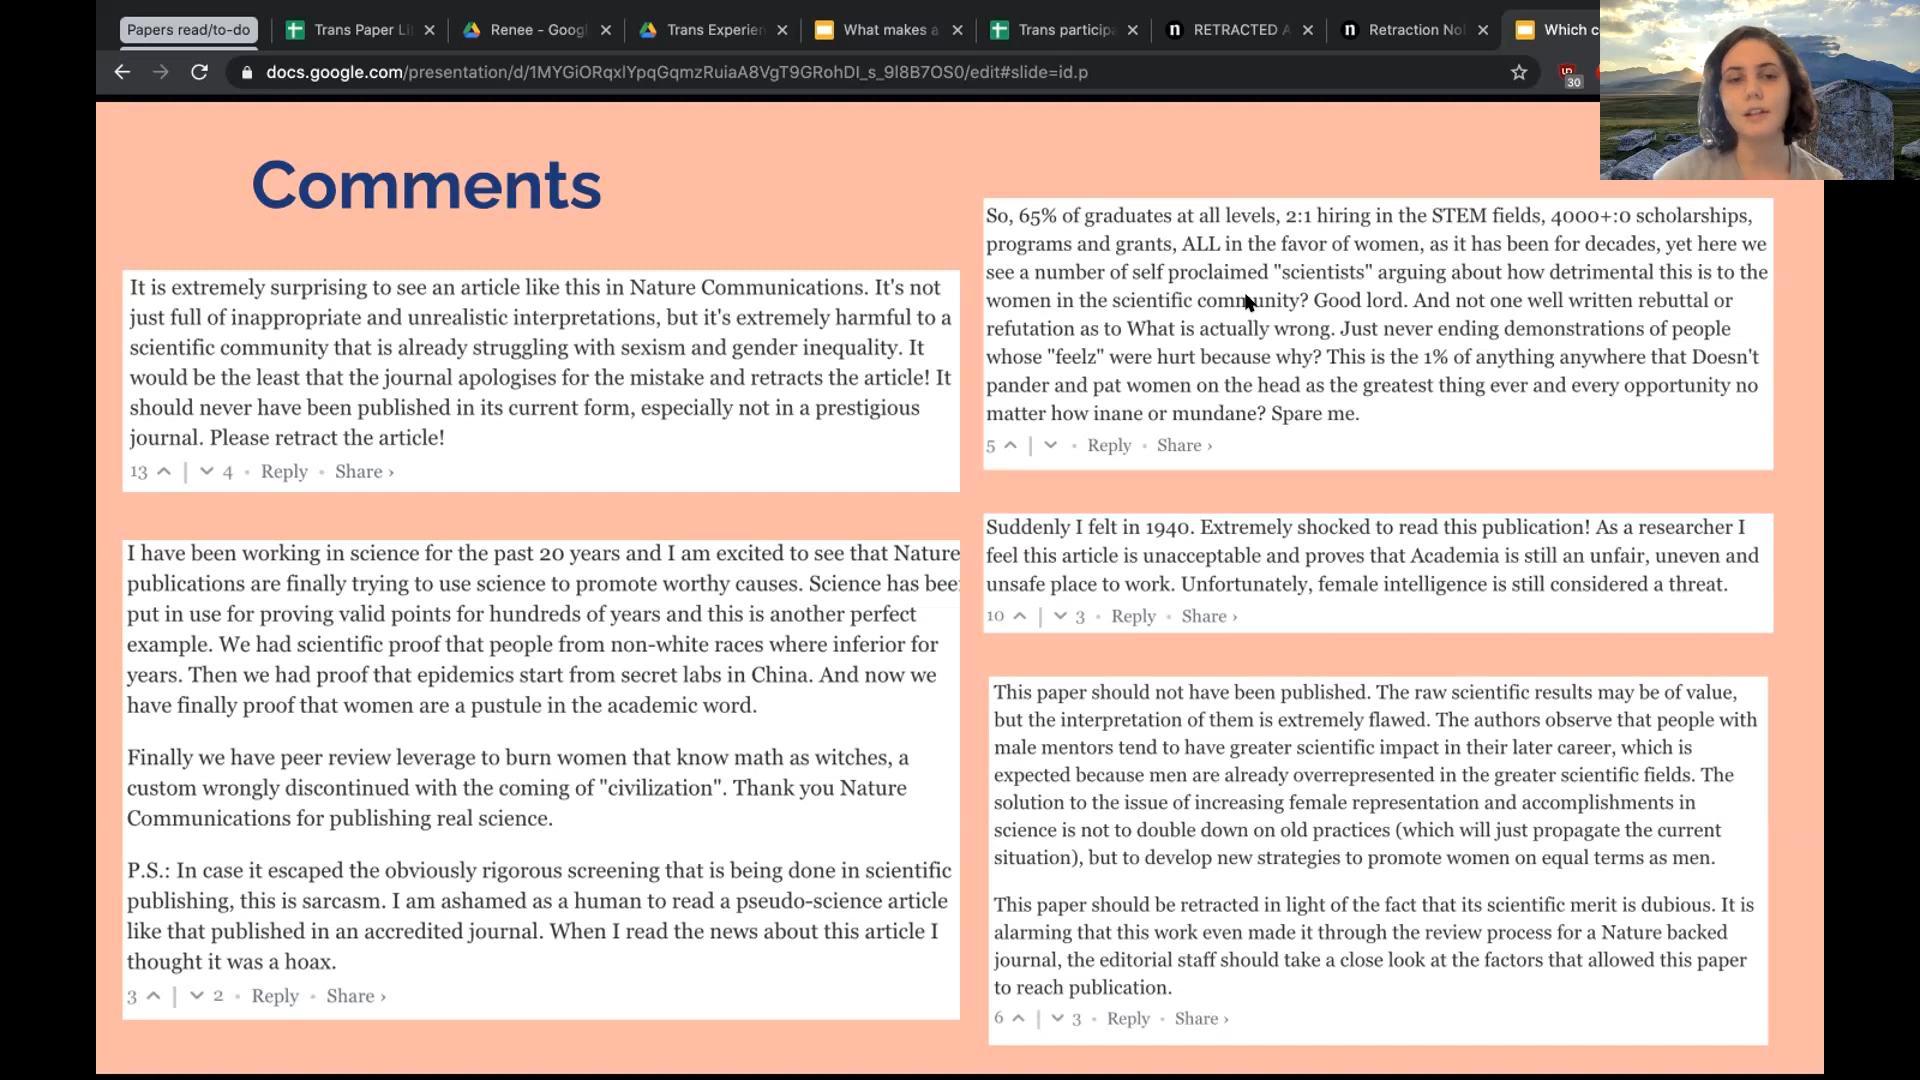 Papers read/to-do
Trans Paper Li
Renee - Googl
Trans Experien
What makes a
Trans particip
RETRACTED A
Retraction No
Which c
docs.google.com/presentation/d/1MYGiORqxlYpqGqmzRuiaA8VgT9GRohDI_s_9l8B7OS0/edit#slide=id.p
30
Comments
It is extremely surprising to see an article like this in Nature Communications. It's not
just full of inappropriate and unrealistic interpretations, but it's extremely harmful to a
scientific community that is already struggling with sexism and gender inequality. It
would be the least that the journal apologises for the mistake and retracts the article! It
should never have been published in its current form, especially not in a prestigious
journal. Please retract the article!
13 | 4 • Reply • Share ›
I have been working in science for the past 20 years and I am excited to see that Nature
publications are finally trying to use science to promote worthy causes. Science has bee
put in use for proving valid points for hundreds of years and this is another perfect
example. We had scientific proof that people from non-white races where inferior for
years. Then we had proof that epidemics start from secret labs in China. And now we
have finally proof that women are a pustule in the academic word.
Finally we have peer review leverage to burn women that know math as witches, a
custom wrongly discontinued with the coming of "civilization". Thank you Nature
Communications for publishing real science.
P.S.: In case it escaped the obviously rigorous screening that is being done in scientific
publishing, this is sarcasm. I am ashamed as a human to read a pseudo-science article
like that published in an accredited journal. When I read the news about this article I
thought it was a hoax.
3 | 2 • Reply • Share ›
So, 65% of graduates at all levels, 2:1 hiring in the STEM fields, 4000+:0 scholarships,
programs and grants, ALL in the favor of women, as it has been for decades, yet here we
see a number of self proclaimed "scientists" arguing about how detrimental this is to the
women in the scientific community? Good lord. And not one well written rebuttal or
refutation as to What is actually wrong. Just never ending demonstrations of people
whose "feelz" were hurt because why? This is the 1% of anything anywhere that Doesn't
pander and pat women on the head as the greatest thing ever and every opportunity no
matter how inane or mundane? Spare me.
5 | • Reply • Share ›
Suddenly I felt in 1940. Extremely shocked to read this publication! As a researcher I
feel this article is unacceptable and proves that Academia is still an unfair, uneven and
unsafe place to work. Unfortunately, female intelligence is still considered a threat.
10 | 3 • Reply • Share ›
This paper should not have been published. The raw scientific results may be of value,
but the interpretation of them is extremely flawed. The authors observe that people with
male mentors tend to have greater scientific impact in their later career, which is
expected because men are already overrepresented in the greater scientific fields. The
solution to the issue of increasing female representation and accomplishments in
science is not to double down on old practices (which will just propagate the current
situation), but to develop new strategies to promote women on equal terms as men.
This paper should be retracted in light of the fact that its scientific merit is dubious. It is
alarming that this work even made it through the review process for a Nature backed
journal, the editorial staff should take a close look at the factors that allowed this paper
to reach publication.
6 | 3 • Reply • Share ›